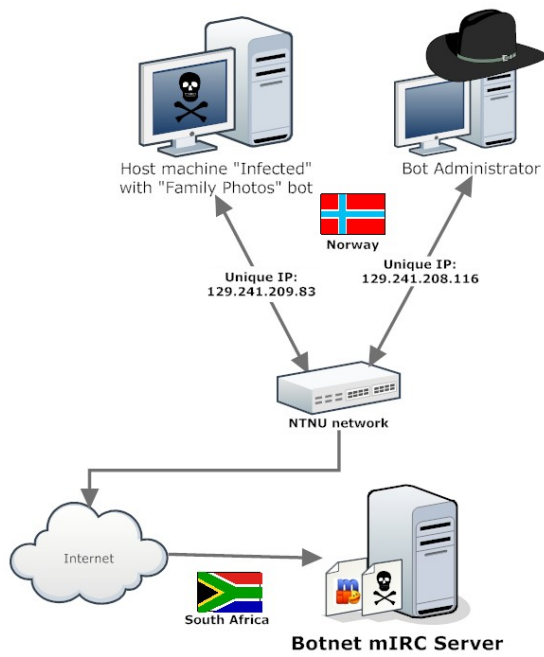 Host machine "Infected"
with "Family Photos" bot
Bot Administrator
Norway
Unique IP:
129.241.209.83
Unique IP:
129.241.208.116
NTNU network
Internet
South Africa
Botnet mIRC Server